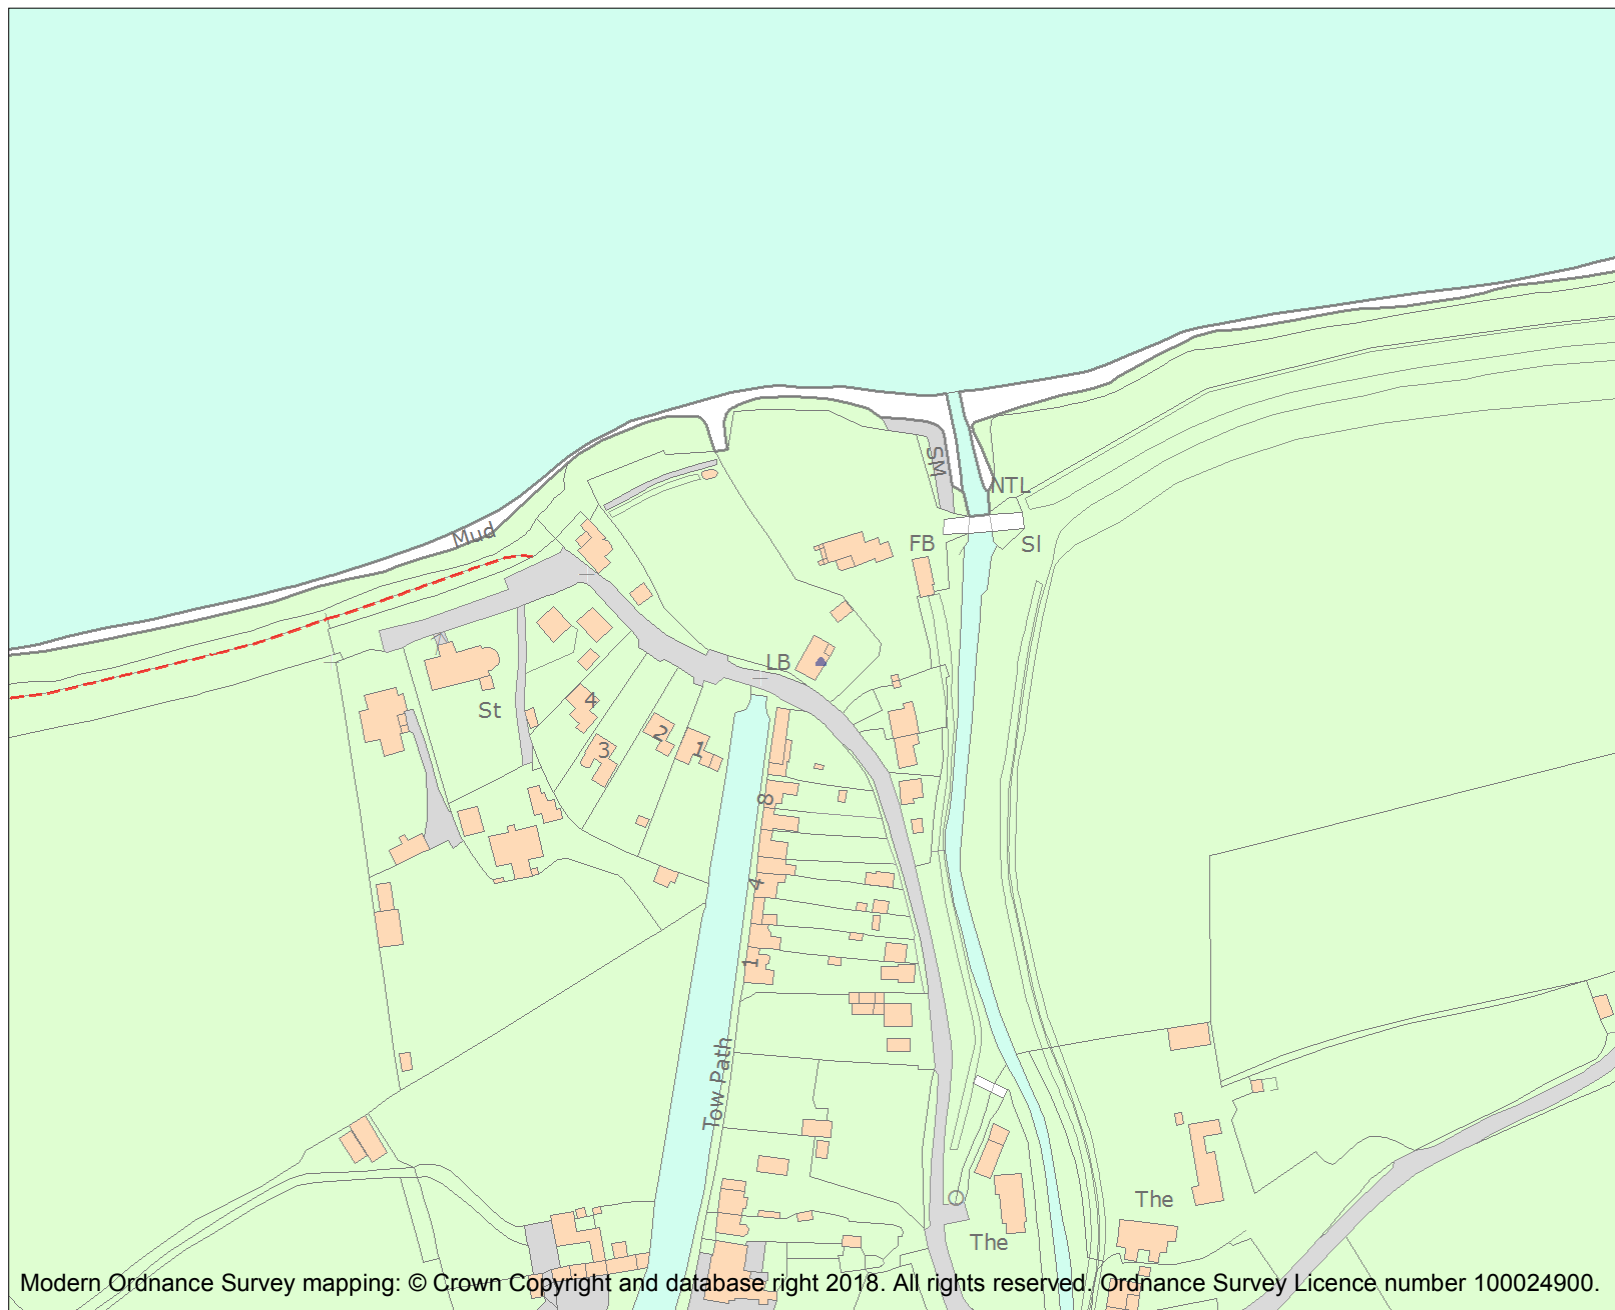 SM
NTL
Mud
FB
Sl
LB
St
4
2
1
3
8
4
1
Tow Path
The
The
Modern Ordnance Survey mapping: © Crown Copyright and database right 2018. All rights reserved. Ordnance Survey Licence number 100024900.